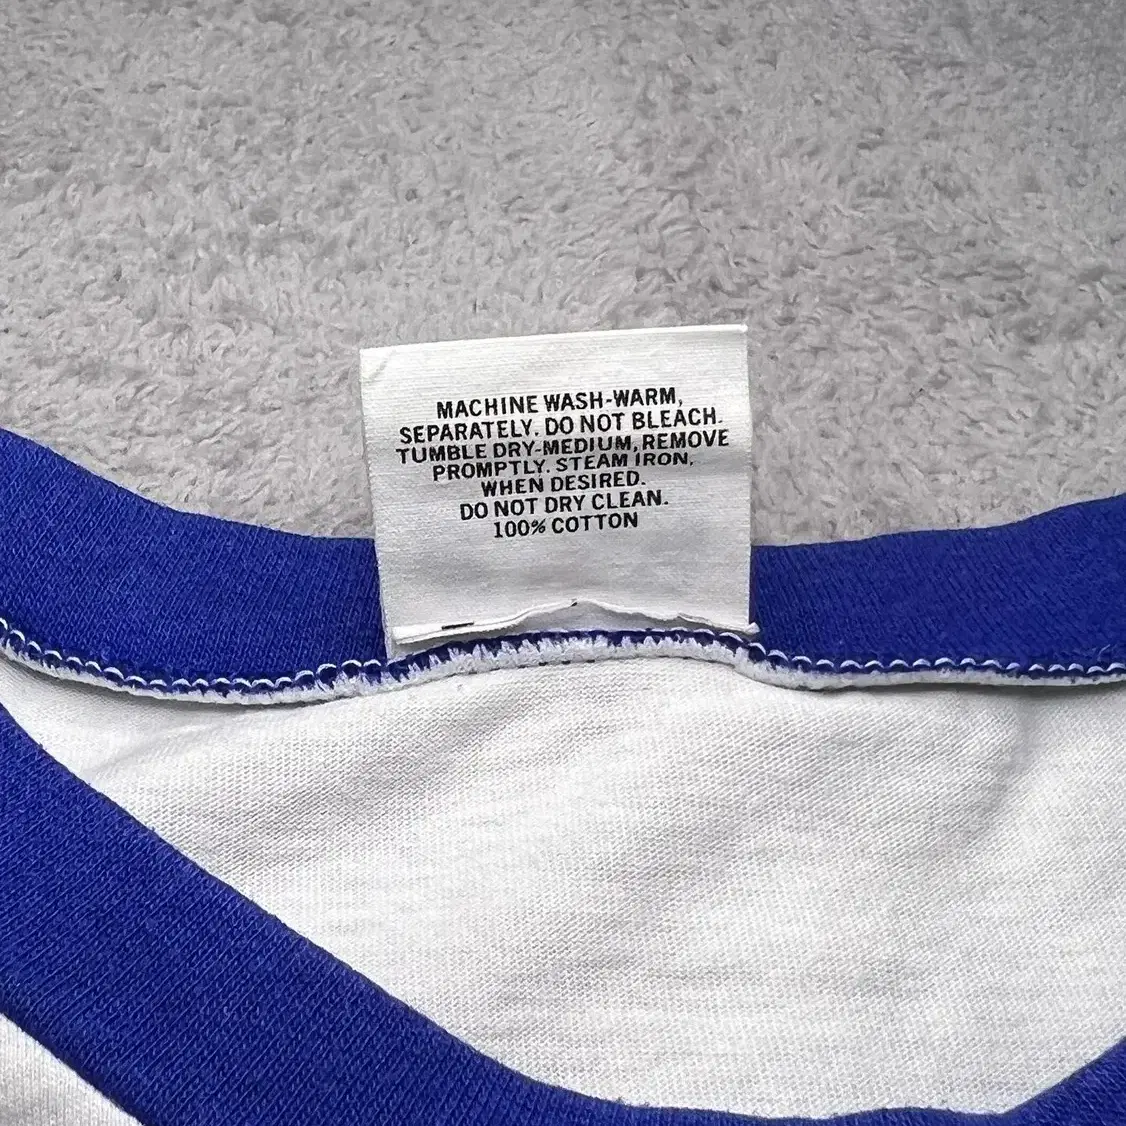 MACHINE WASH-WARM,
SEPARATELY. DO NOT BLEACH.
TUMBLE DRY-MEDIUM, REMOVE
PROMPTLY. STEAM IRON,
WHEN DESIRED.
DO NOT DRY CLEAN.
100% COTTON